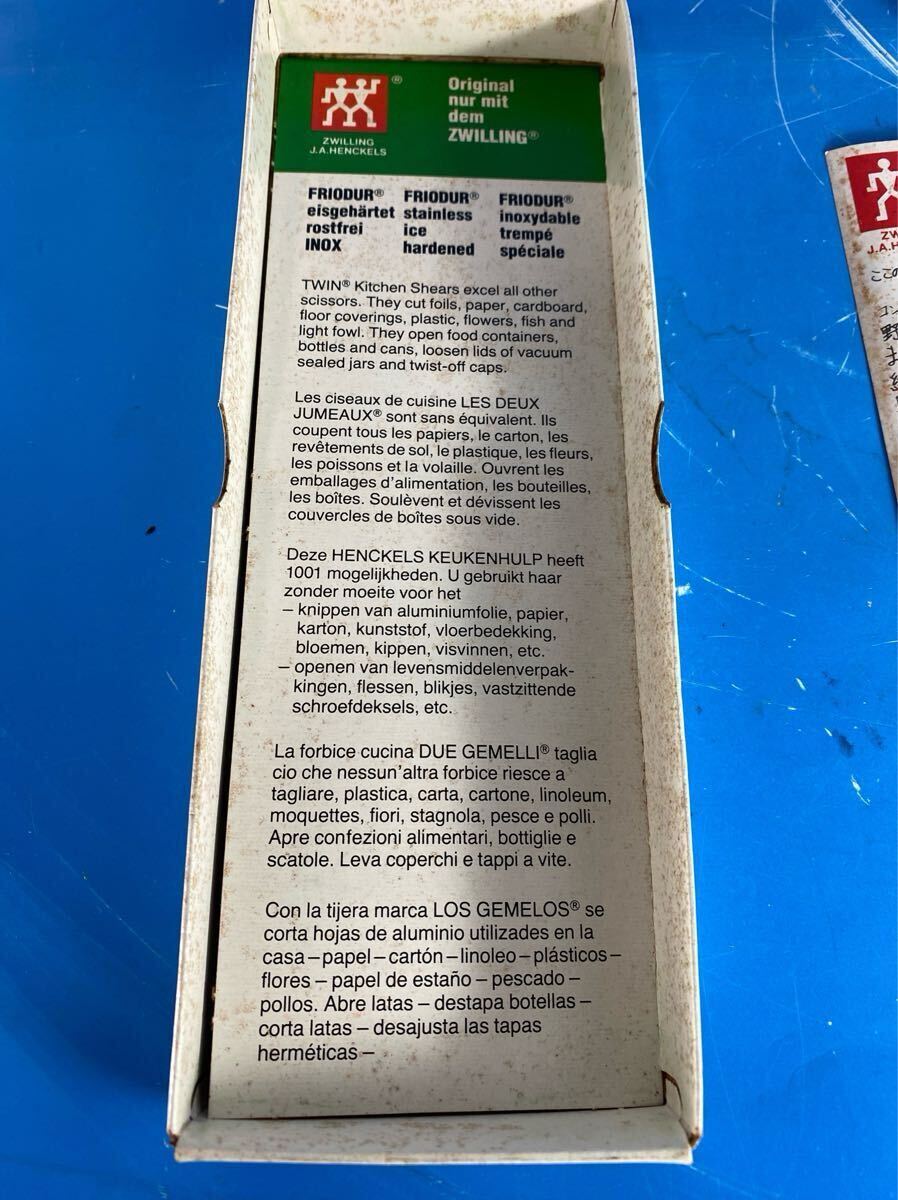 ZWILLING
J.A.HENCKELS
®
Original
nur mit
dem
ZWILLING®
FRIODUR®
eisgehärtet
rostfrei
INOX
FRIODUR®
stainless
ice
hardened
FRIODUR®
inoxydable
trempé
spéciale
TWIN® Kitchen Shears excel all other
scissors. They cut foils, paper, cardboard,
floor coverings, plastic, flowers, fish and
light fowl. They open food containers,
bottles and cans, loosen lids of vacuum
sealed jars and twist-off caps.
Les ciseaux de cuisine LES DEUX
JUMEAUX® sont sans équivalent. Ils
coupent tous les papiers, le carton, les
revêtements de sol, le plastique, les fleurs,
les poissons et la volaille. Ouvrent les
emballages d'alimentation, les bouteilles,
les boîtes. Soulèvent et dévissent les
couvercles de boîtes sous vide.
Deze HENCKELS KEUKENHULP heeft
1001 mogelijkheden. U gebruikt haar
zonder moeite voor het
– knippen van aluminiumfolie, papier,
karton, kunststof, vloerbedekking,
bloemen, kippen, visvinnen, etc.
– openen van levensmiddelenverpak-
kingen, flessen, blikjes, vastzittende
schroefdeksels, etc.
La forbice cucina DUE GEMELLI® taglia
cio che nessun'altra forbice riesce a
tagliare, plastica, carta, cartone, linoleum,
moquettes, fiori, stagnola, pesce e polli.
Apre confezioni alimentari, bottiglie e
scatole. Leva coperchi e tappi a vite.
Con la tijera marca LOS GEMELOS® se
corta hojas de aluminio utilizades en la
casa – papel – cartón – linoleo – plásticos –
flores – papel de estaño – pescado –
pollos. Abre latas – destapa botellas –
corta latas – desajusta las tapas
herméticas –
ZW
J.A.H
ここの
野